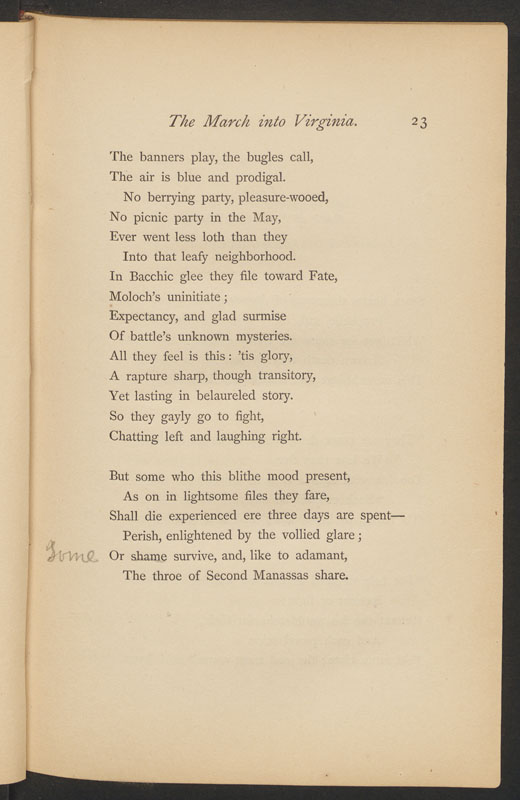 The March into Virginia. 23
The banners play, the bugles call,
The air is blue and prodigal.
No berrying party, pleasure-wooed,
No picnic party in the May,
Ever went less loth than they
Into that leafy neighborhood.
In Bacchic glee they file toward Fate,
Moloch's uninitiate;
Expectancy, and glad surmise
Of battle's unknown mysteries.
All they feel is this: 'tis glory,
A rapture sharp, though transitory,
Yet lasting in belaureled story.
So they gayly go to fight,
Chatting left and laughing right.
But some who this blithe mood present,
As on in lightsome files they fare,
Shall die experienced ere three days are spent—
Perish, enlightened by the vollied glare;
Some Or shame survive, and, like to adamant,
The throe of Second Manassas share.